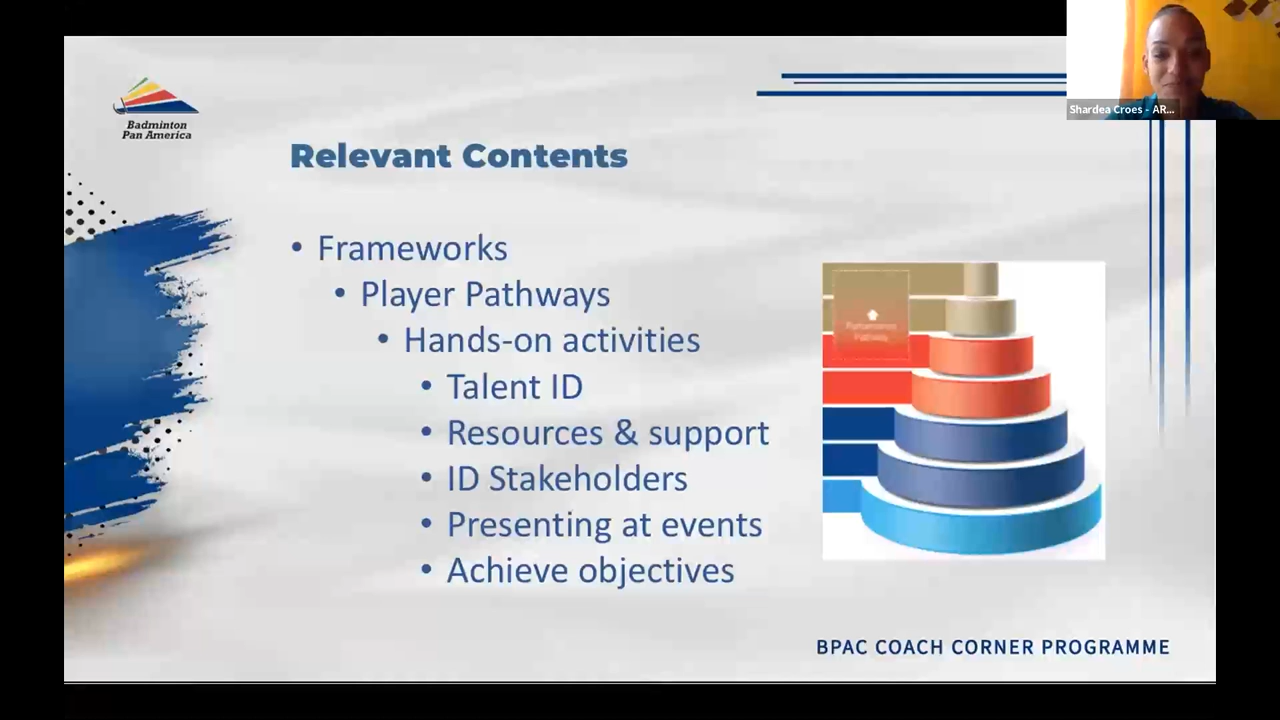 Shardea Croes - AR...
Badminton
Pan America
Relevant Contents
• Frameworks
• Player Pathways
• Hands-on activities
• Talent ID
• Resources & support
• ID Stakeholders
• Presenting at events
• Achieve objectives
Pathway
BPAC COACH CORNER PROGRAMME